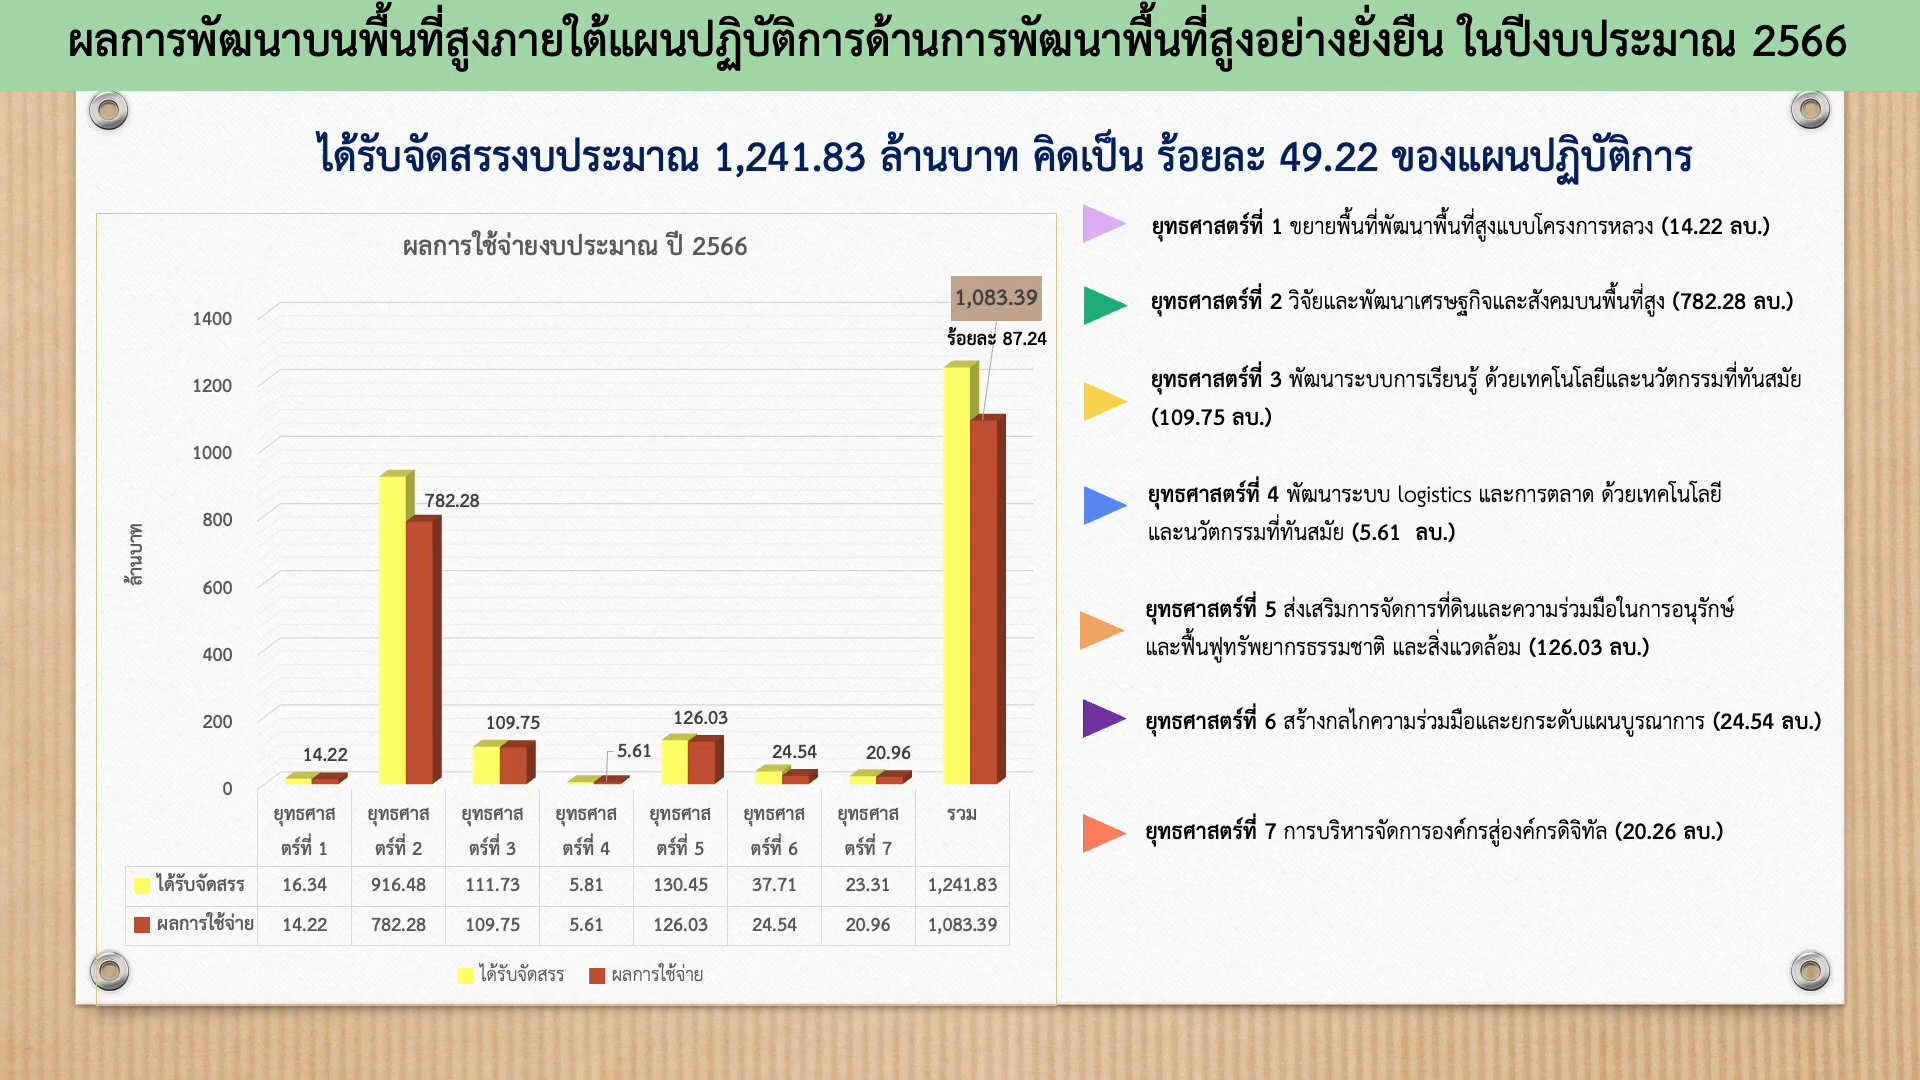 ผลการพัฒนาบนพื้นที่สูงภายใต้แผนปฏิบัติการด้านการพัฒนาพื้นที่สูงอย่างยั่งยืน ในปีงบประมาณ 2566
ได้รับจัดสรรงบประมาณ 1,241.83 ล้านบาท คิดเป็น ร้อยละ 49.22 ของแผนปฏิบัติการ
ผลการใช้จ่ายงบประมาณ ปี 2566
1,083.39
ร้อยละ 87.24
1400
1200
1000
800
600
400
200
0
ล้านบาท
14.22
782.28
109.75
5.61
126.03
24.54
20.96
ยุทธศาส ยุทธศาส ยุทธศาส ยุทธศาส ยุทธศาส ยุทธศาส ยุทธศาส รวม
ตร์ที่ 1 ตร์ที่ 2 ตร์ที่ 3 ตร์ที่ 4 ตร์ที่ 5 ตร์ที่ 6 ตร์ที่ 7
ได้รับจัดสรร 16.34 916.48 111.73 5.81 130.45 37.71 23.31 1,241.83
ผลการใช้จ่าย 14.22 782.28 109.75 5.61 126.03 24.54 20.96 1,083.39
ได้รับจัดสรร ผลการใช้จ่าย
ยุทธศาสตร์ที่ 1 ขยายพื้นที่พัฒนาพื้นที่สูงแบบโครงการหลวง (14.22 ลบ.)
ยุทธศาสตร์ที่ 2 วิจัยและพัฒนาเศรษฐกิจและสังคมบนพื้นที่สูง (782.28 ลบ.)
ยุทธศาสตร์ที่ 3 พัฒนาระบบการเรียนรู้ ด้วยเทคโนโลยีและนวัตกรรมที่ทันสมัย
(109.75 ลบ.)
ยุทธศาสตร์ที่ 4 พัฒนาระบบ logistics และการตลาด ด้วยเทคโนโลยี
และนวัตกรรมที่ทันสมัย (5.61 ลบ.)
ยุทธศาสตร์ที่ 5 ส่งเสริมการจัดการที่ดินและความร่วมมือในการอนุรักษ์
และฟื้นฟูทรัพยากรธรรมชาติ และสิ่งแวดล้อม (126.03 ลบ.)
ยุทธศาสตร์ที่ 6 สร้างกลไกความร่วมมือและยกระดับแผนบูรณาการ (24.54 ลบ.)
ยุทธศาสตร์ที่ 7 การบริหารจัดการองค์กรสู่องค์กรดิจิทัล (20.26 ลบ.)